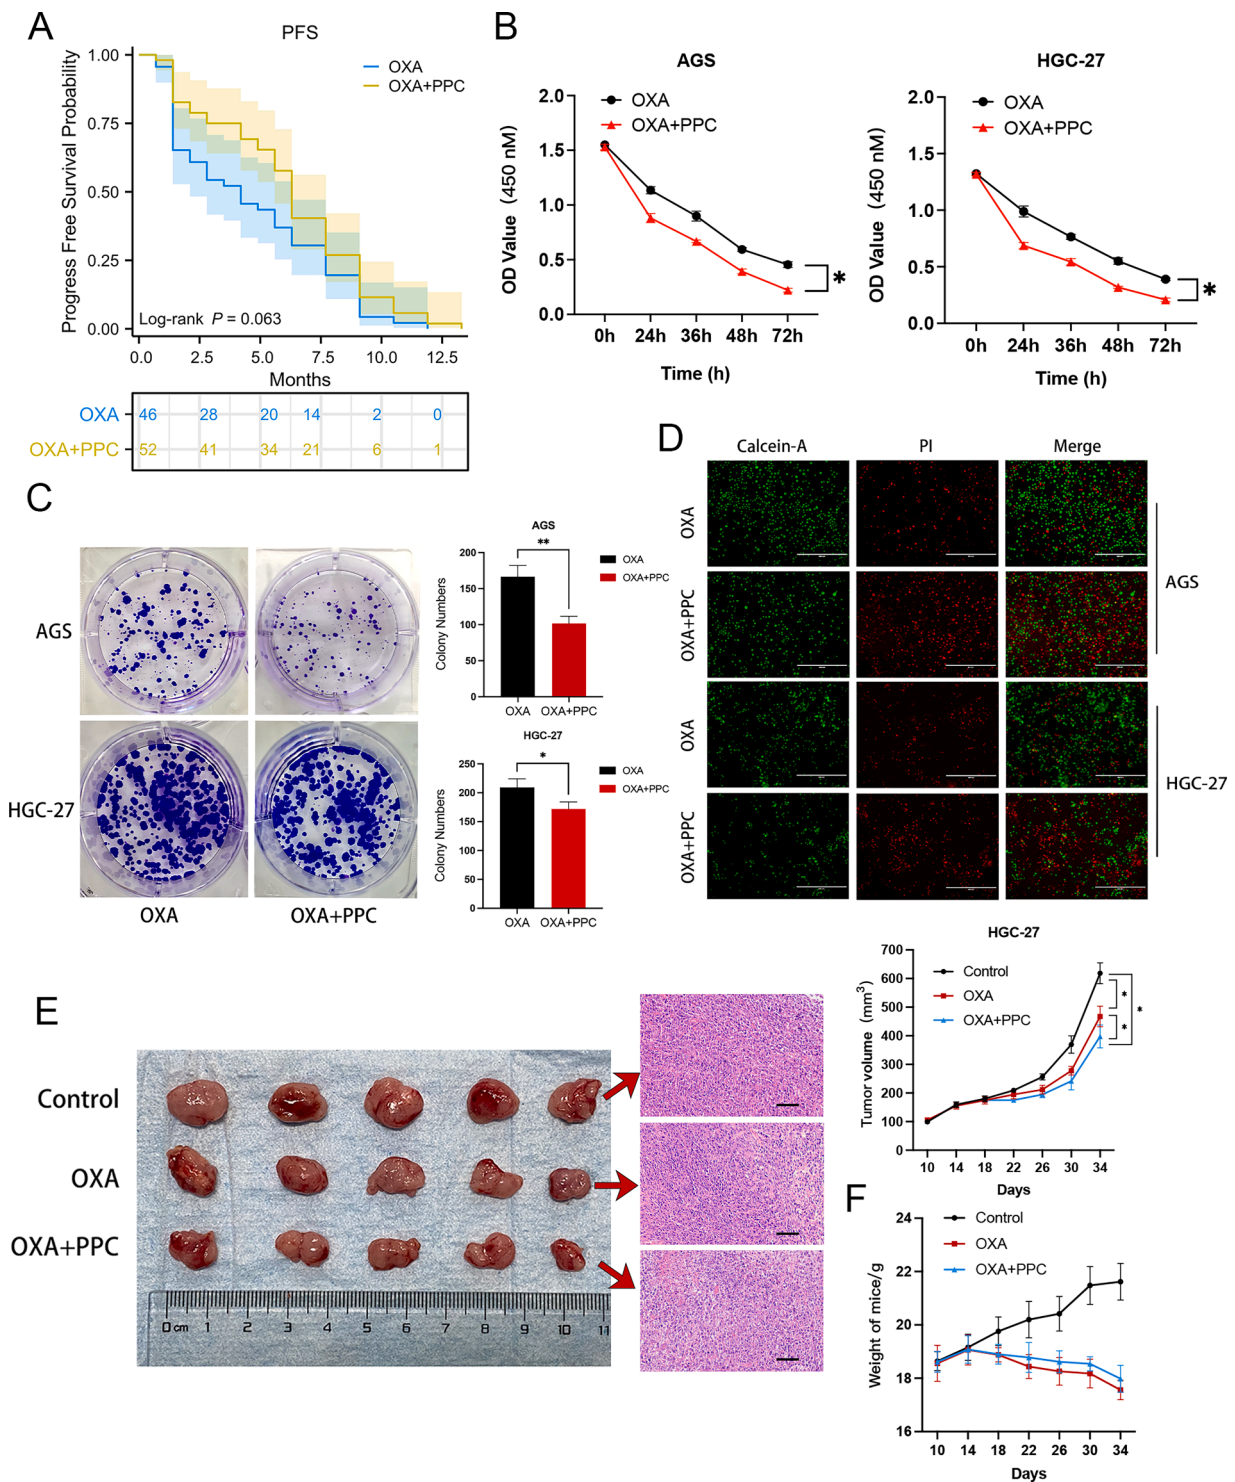 A
PFS
Progress Free Survival Probability
1.00
0.75
0.50
0.25
0.00
OXA
OXA+PPC
Log-rank P = 0.063
0.0 2.5 5.0 7.5 10.0 12.5
Months
OXA 46 28 20 14 2 0
OXA+PPC 52 41 34 21 6 1
B
AGS
OD Value (450 nM)
2.0
1.5
1.0
0.5
0.0
OXA
OXA+PPC
*
0h 24h 36h 48h 72h
Time (h)
HGC-27
OD Value (450 nM)
2.0
1.5
1.0
0.5
0.0
OXA
OXA+PPC
*
0h 24h 36h 48h 72h
Time (h)
C
AGS
HGC-27
OXA OXA+PPC
AGS
Colony Numbers
200
150
100
50
0
**
OXA
OXA+PPC
OXA OXA+PPC
HGC-27
Colony Numbers
250
200
150
100
50
0
*
OXA
OXA+PPC
OXA OXA+PPC
D
Calcein-A PI Merge
OXA
OXA+PPC
AGS
OXA
OXA+PPC
HGC-27
E
Control
OXA
OXA+PPC
0 cm 1 2 3 4 5 6 7 8 9 10 11
HGC-27
Tumor volume (mm3)
700
600
500
400
300
200
100
0
Control
OXA
OXA+PPC
*
*
*
10 14 18 22 26 30 34
Days
F
Weight of mice/g
24
22
20
18
16
Control
OXA
OXA+PPC
10 14 18 22 26 30 34
Days